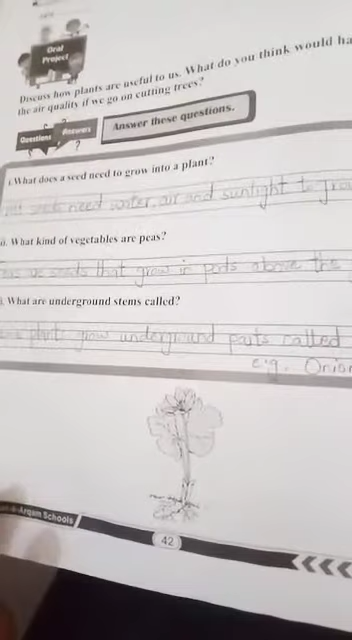 Oral
Project
Discuss how plants are useful to us. What do you think would ha
the air quality if we go on cutting trees?
Questions Answers
Answer these questions.
i. What does a seed need to grow into a plant?
seeds need water, air and sunlight to gro
ii. What kind of vegetables are peas?
seeds that grow in pods above the
i. What are underground stems called?
plants grow underground parts called
e.g. Onion
Arqam Schools
42